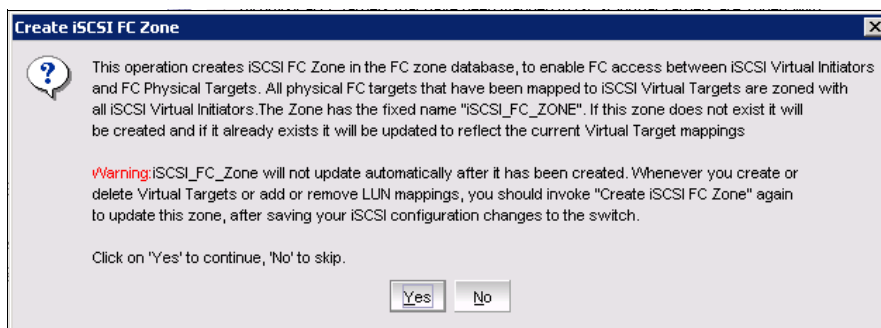 Create iSCSI FC Zone
This operation creates iSCSI FC Zone in the FC zone database, to enable FC access between iSCSI Virtual Initiators
and FC Physical Targets. All physical FC targets that have been mapped to iSCSI Virtual Targets are zoned with
all iSCSI Virtual Initiators.The Zone has the fixed name "iSCSI_FC_ZONE". If this zone does not exist it will
be created and if it already exists it will be updated to reflect the current Virtual Target mappings
Warning:iSCSI_FC_Zone will not update automatically after it has been created. Whenever you create or
delete Virtual Targets or add or remove LUN mappings, you should invoke "Create iSCSI FC Zone" again
to update this zone, after saving your iSCSI configuration changes to the switch.
Click on 'Yes' to continue, 'No' to skip.
Yes No